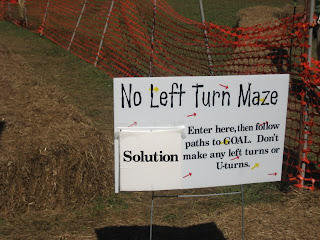 No Left Turn Maze
Enter here, then follow
paths to GOAL. Don't
make any left turns or
U-turns.
Solution